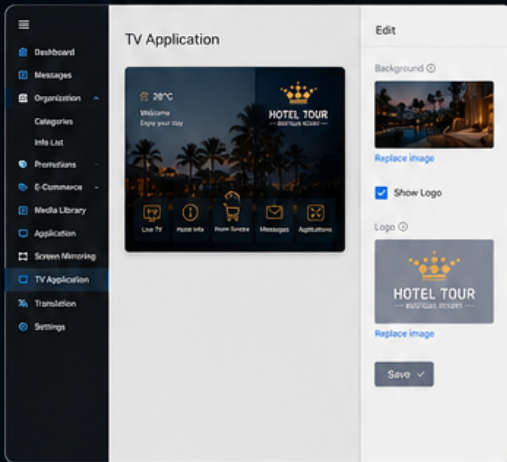 Dashboard
Messages
Organization
Categories
Info List
Promotions
E-Commerce
Media Library
Application
Screen Mirroring
TV Application
Translation
Settings
TV Application
Welcome
Enjoy your stay
HOTEL TOUR
Live TV
Hotel Info
Room Service
Messages
Applications
Edit
Background
Replace image
Show Logo
Logo
HOTEL TOUR
Replace image
Save